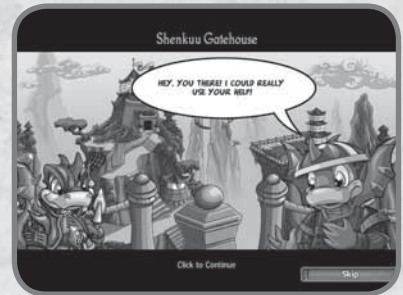 Shenkuu Gatehouse
HEY, YOU THERE! I COULD REALLY
USE YOUR HELP!
Click to Continue
Skip